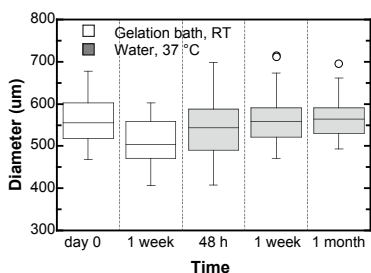 800
700
600
500
400
300
Diameter (um)
Gelation bath, RT
Water, 37 °C
day 0 1 week 48 h 1 week 1 month
Time